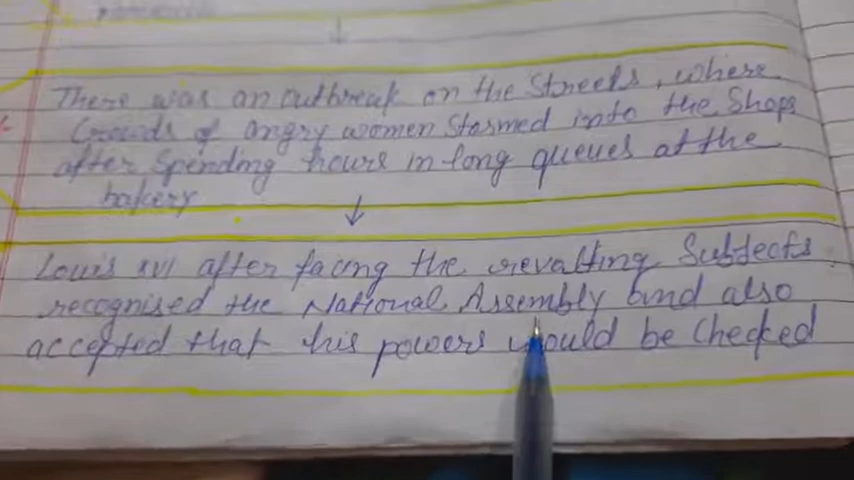 There was an outbreak on the Streets, where
Crowds of angry women Stormed into the Shops
after Spending hours in long queues at the
bakery
Louis XVI after facing the revolting Subjects
recognised the National Assembly and also
accepted that his powers would be Checked